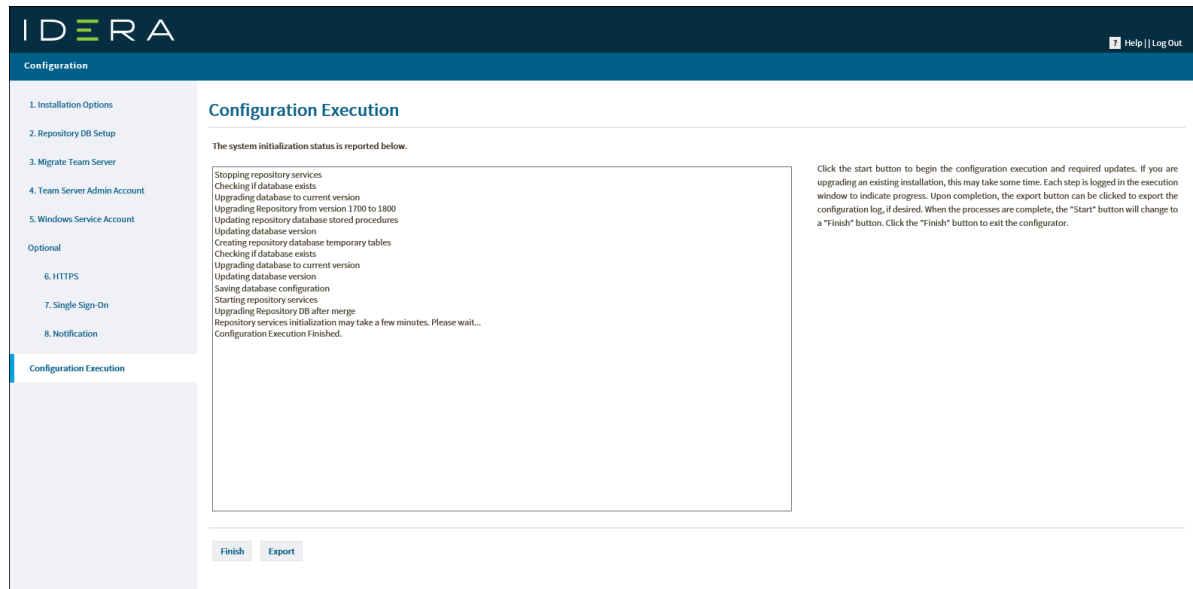 IDERA
? Help || Log Out
Configuration
1. Installation Options
2. Repository DB Setup
3. Migrate Team Server
4. Team Server Admin Account
5. Windows Service Account
Optional
6. HTTPS
7. Single Sign-On
8. Notification
Configuration Execution
Configuration Execution
The system initialization status is reported below.
Stopping repository services
Checking if database exists
Upgrading database to current version
Upgrading Repository from version 1700 to 1800
Updating repository database stored procedures
Updating database version
Creating repository database temporary tables
Checking if database exists
Upgrading database to current version
Updating database version
Saving database configuration
Starting repository services
Upgrading Repository DB after merge
Repository services initialization may take a few minutes. Please wait...
Configuration Execution Finished.
Click the start button to begin the configuration execution and required updates. If you are
upgrading an existing installation, this may take some time. Each step is logged in the execution
window to indicate progress. Upon completion, the export button can be clicked to export the
configuration log, if desired. When the processes are complete, the "Start" button will change to
a "Finish" button. Click the "Finish" button to exit the configurator.
Finish Export